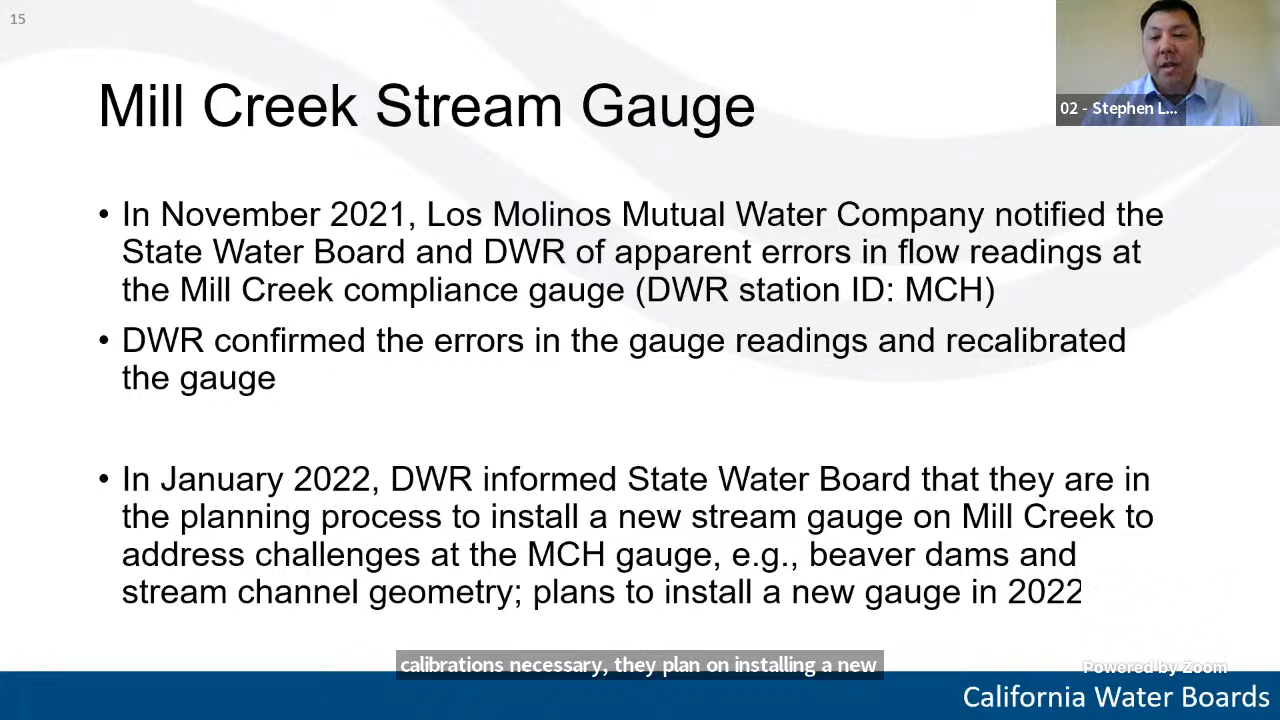 15
02 - Stephen L...
Mill Creek Stream Gauge
• In November 2021, Los Molinos Mutual Water Company notified the
State Water Board and DWR of apparent errors in flow readings at
the Mill Creek compliance gauge (DWR station ID: MCH)
• DWR confirmed the errors in the gauge readings and recalibrated
the gauge
• In January 2022, DWR informed State Water Board that they are in
the planning process to install a new stream gauge on Mill Creek to
address challenges at the MCH gauge, e.g., beaver dams and
stream channel geometry; plans to install a new gauge in 2022
calibrations necessary, they plan on installing a new
Powered by Zoom
California Water Boards